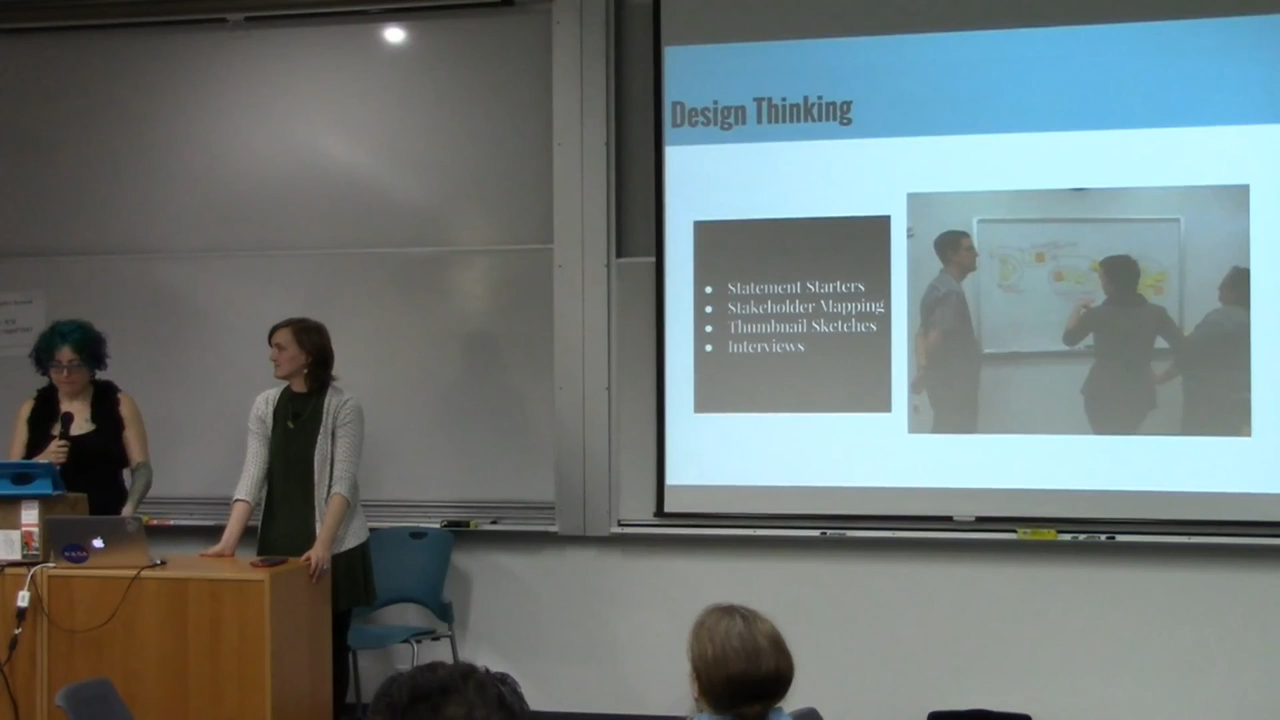 Design Thinking
Statement Starters
Stakeholder Mapping
Thumbnail Sketches
Interviews